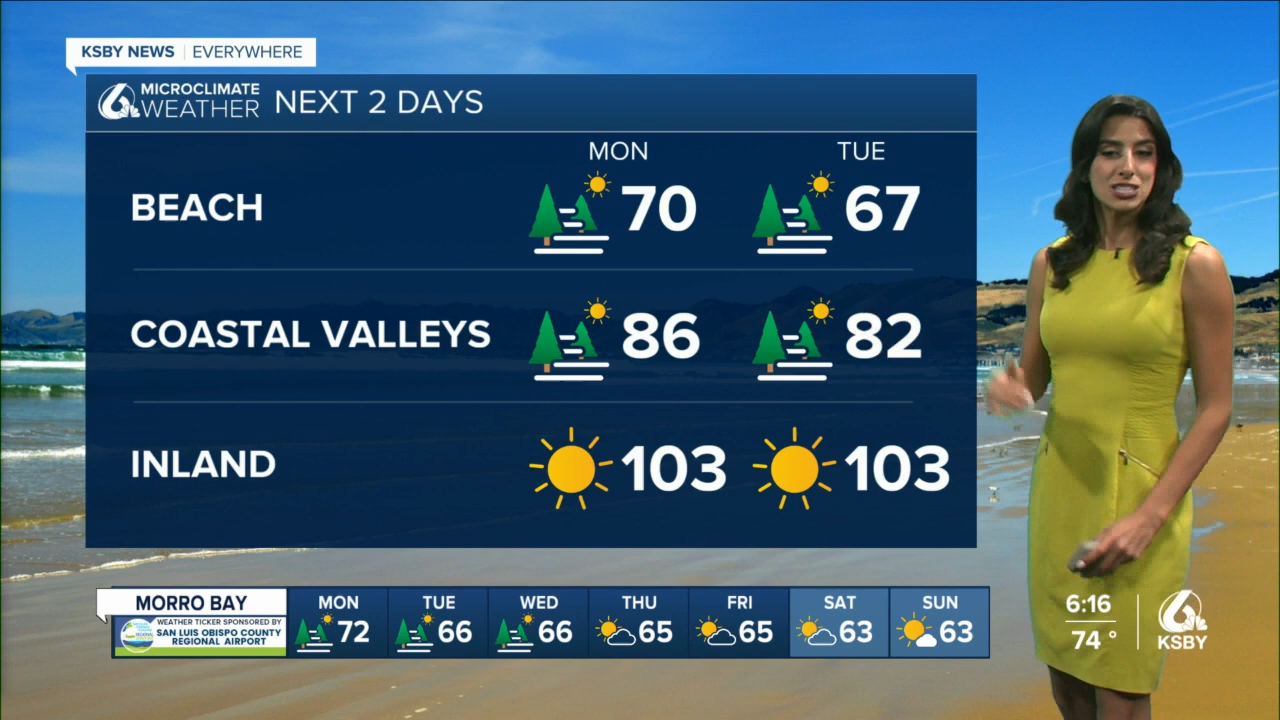 KSBY NEWS EVERYWHERE
6 MICROCLIMATE
WEATHER
NEXT 2 DAYS
MON TUE
BEACH 70 67
COASTAL VALLEYS 86 82
INLAND 103 103
MORRO BAY
WEATHER TICKER SPONSORED BY
SAN LUIS OBISPO COUNTY
REGIONAL AIRPORT
MON TUE WED THU FRI SAT SUN
72 66 66 65 65 63 63
6:16
74°
6
KSBY